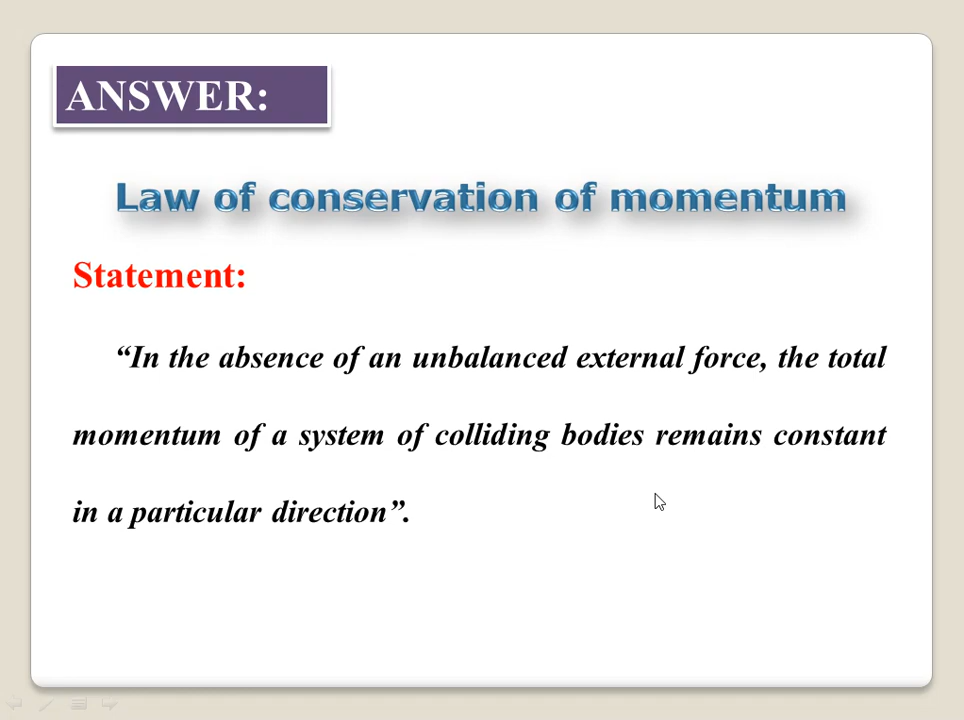 ANSWER:
Law of conservation of momentum
Statement:
“In the absence of an unbalanced external force, the total
momentum of a system of colliding bodies remains constant
in a particular direction”.